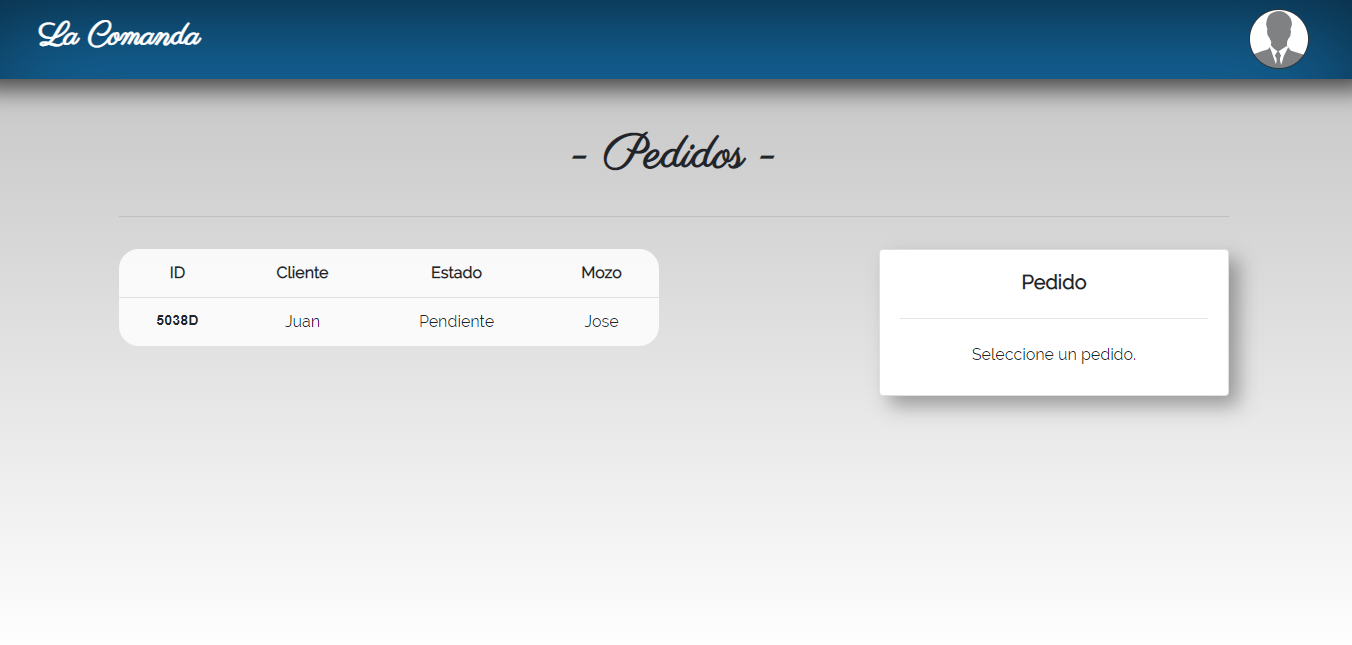 La Comanda
- Pedidos -
ID Cliente Estado Mozo
5038D Juan Pendiente Jose
Pedido
Seleccione un pedido.